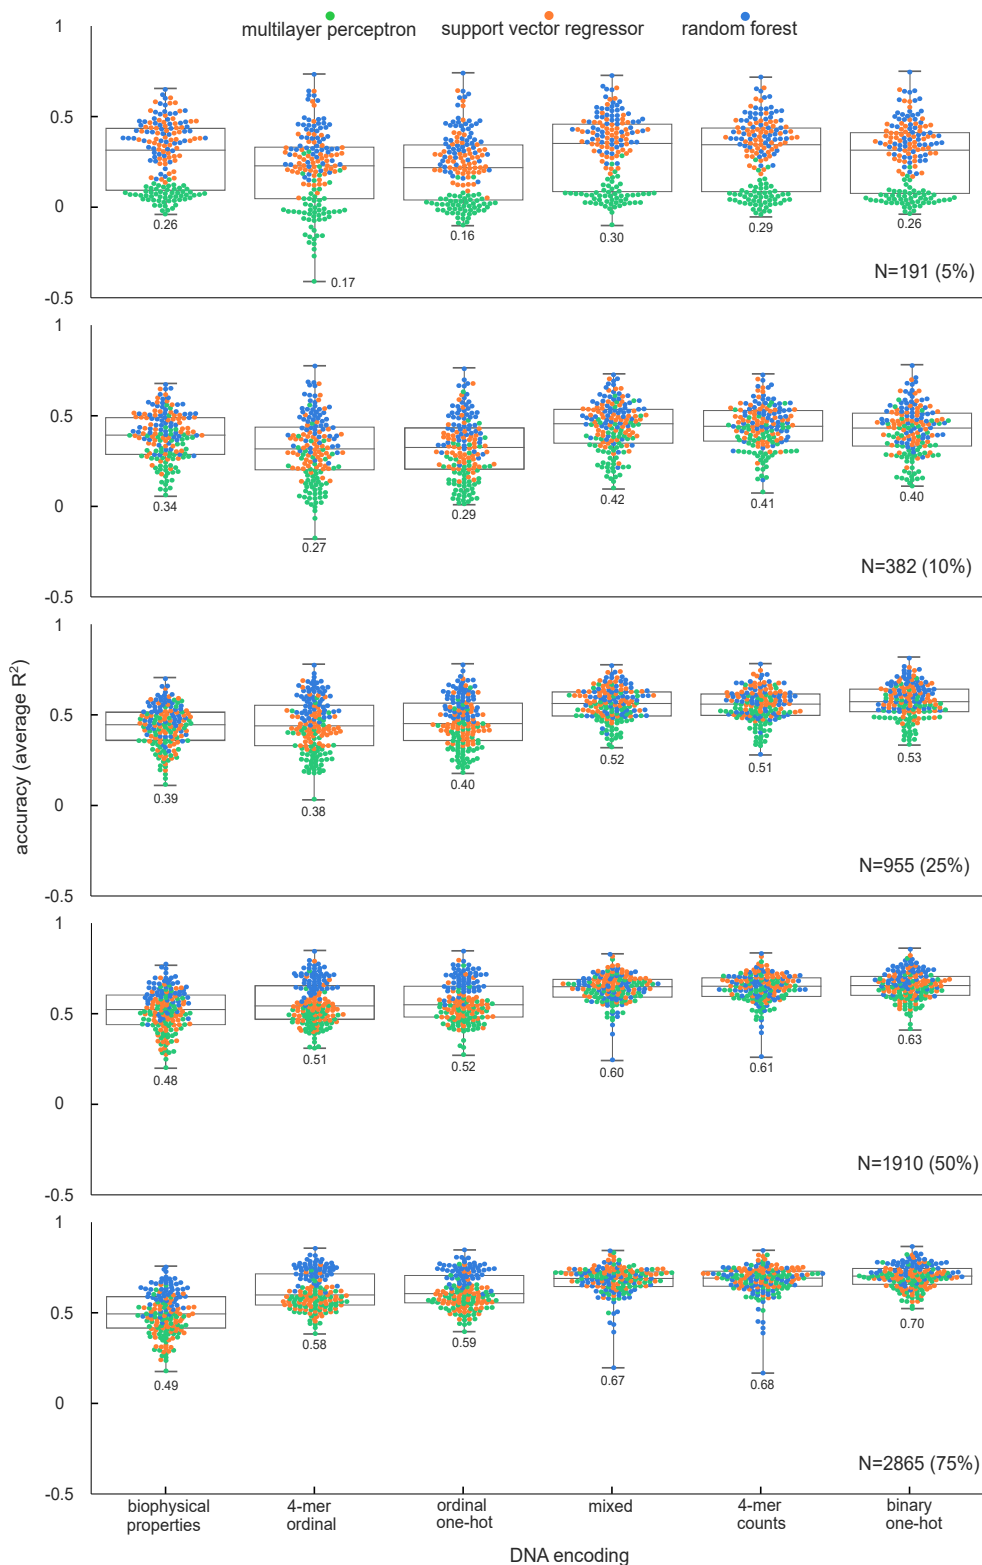 multilayer perceptron support vector regressor random forest
1
0.5
0
-0.5
0.26
0.17
0.16
0.30
0.29
0.26
N=191 (5%)
1
0.5
0
-0.5
0.34
0.27
0.29
0.42
0.41
0.40
N=382 (10%)
accuracy (average R²)
1
0.5
0
-0.5
0.39
0.38
0.40
0.52
0.51
0.53
N=955 (25%)
1
0.5
0
-0.5
0.48
0.51
0.52
0.60
0.61
0.63
N=1910 (50%)
1
0.5
0
-0.5
0.49
0.58
0.59
0.67
0.68
0.70
N=2865 (75%)
biophysical
properties
4-mer
ordinal
ordinal
one-hot
mixed
4-mer
counts
binary
one-hot
DNA encoding